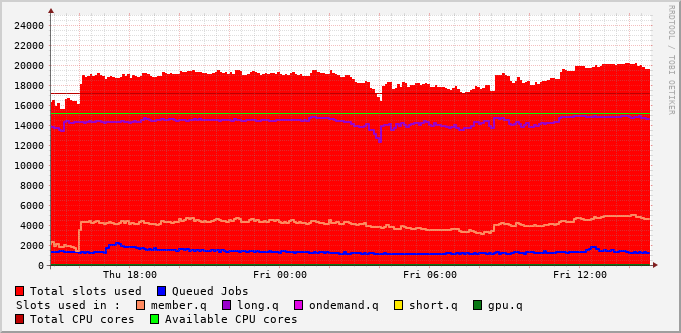 RRDTOOL / TOBI OETIKER
24000
22000
20000
18000
16000
14000
12000
10000
8000
6000
4000
2000
0
Thu 18:00 Fri 00:00 Fri 06:00 Fri 12:00
Total slots used Queued Jobs
Slots used in : member.q long.q ondemand.q short.q gpu.q
Total CPU cores Available CPU cores